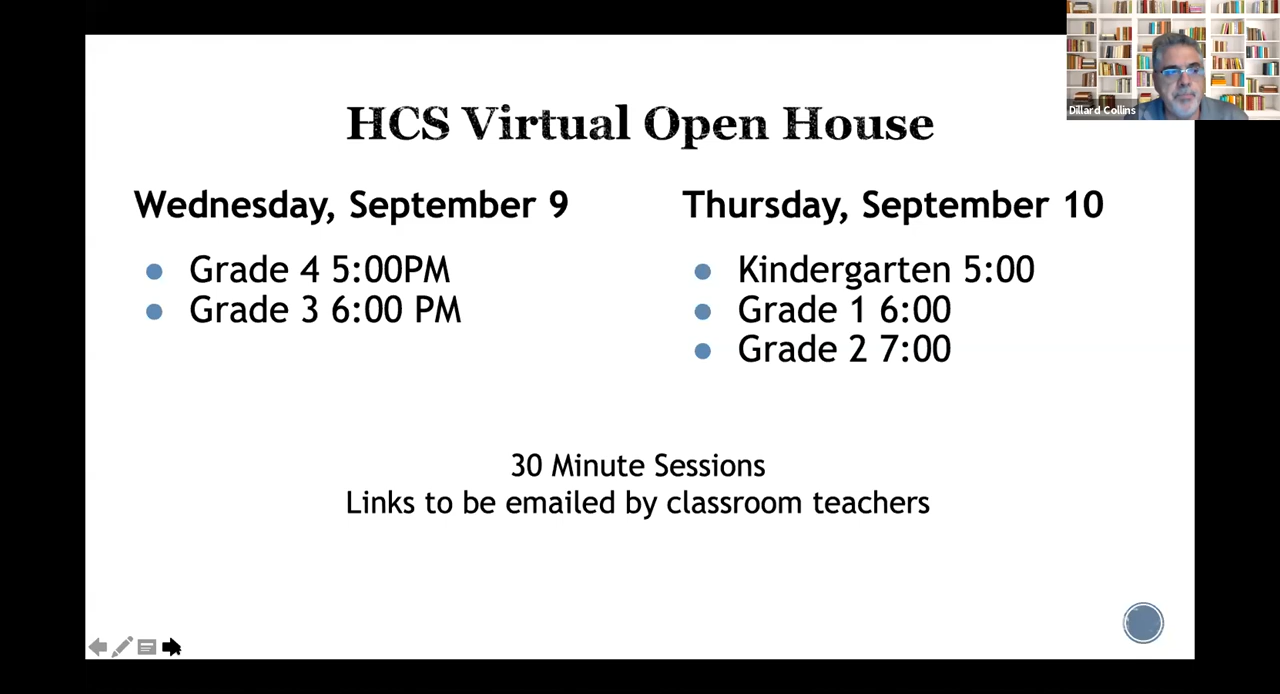 HCS Virtual Open House
Wednesday, September 9
Grade 4 5:00PM
Grade 3 6:00 PM
Thursday, September 10
Kindergarten 5:00
Grade 1 6:00
Grade 2 7:00
30 Minute Sessions
Links to be emailed by classroom teachers
Dillard Collins